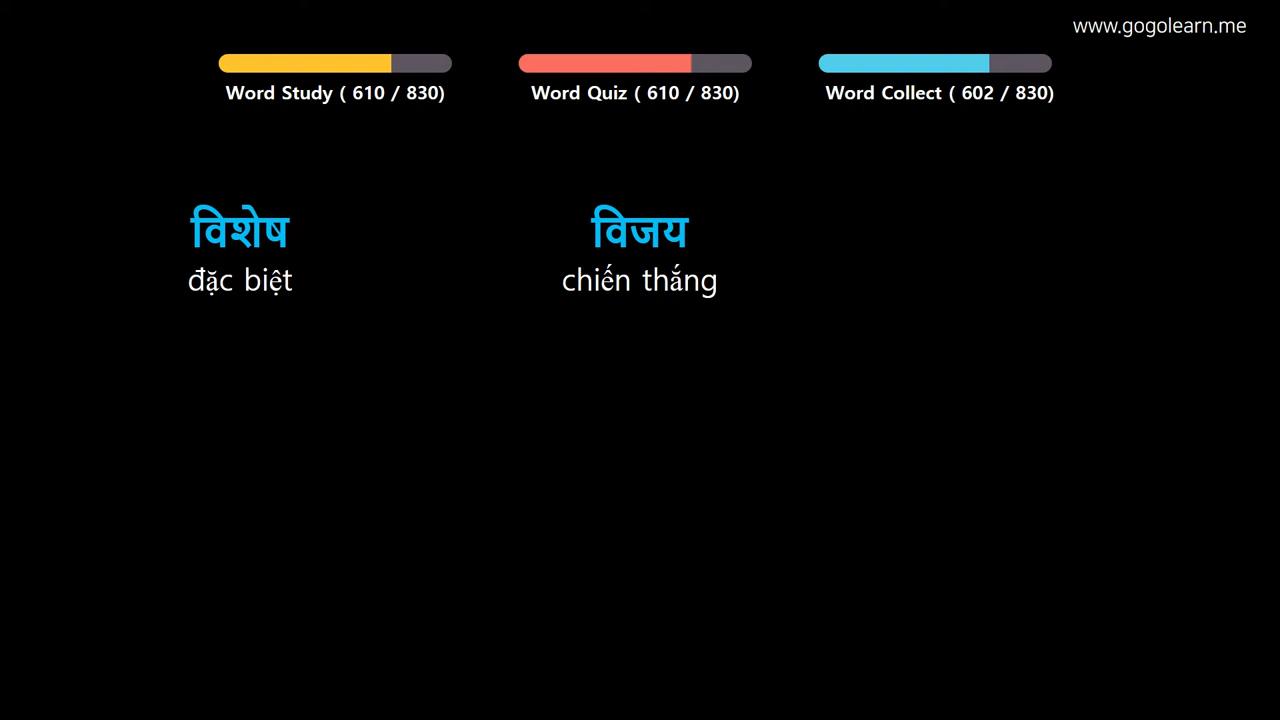 www.gogolearn.me
Word Study ( 610 / 830)
Word Quiz ( 610 / 830)
Word Collect ( 602 / 830)
विशेष
đặc biệt
विजय
chiến thắng